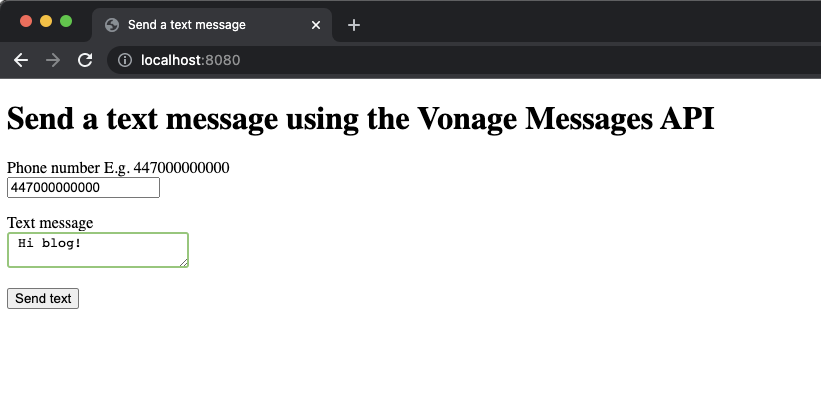 Send a text message
localhost:8080
Send a text message using the Vonage Messages API
Phone number E.g. 447000000000
447000000000
Text message
Hi blog!
Send text